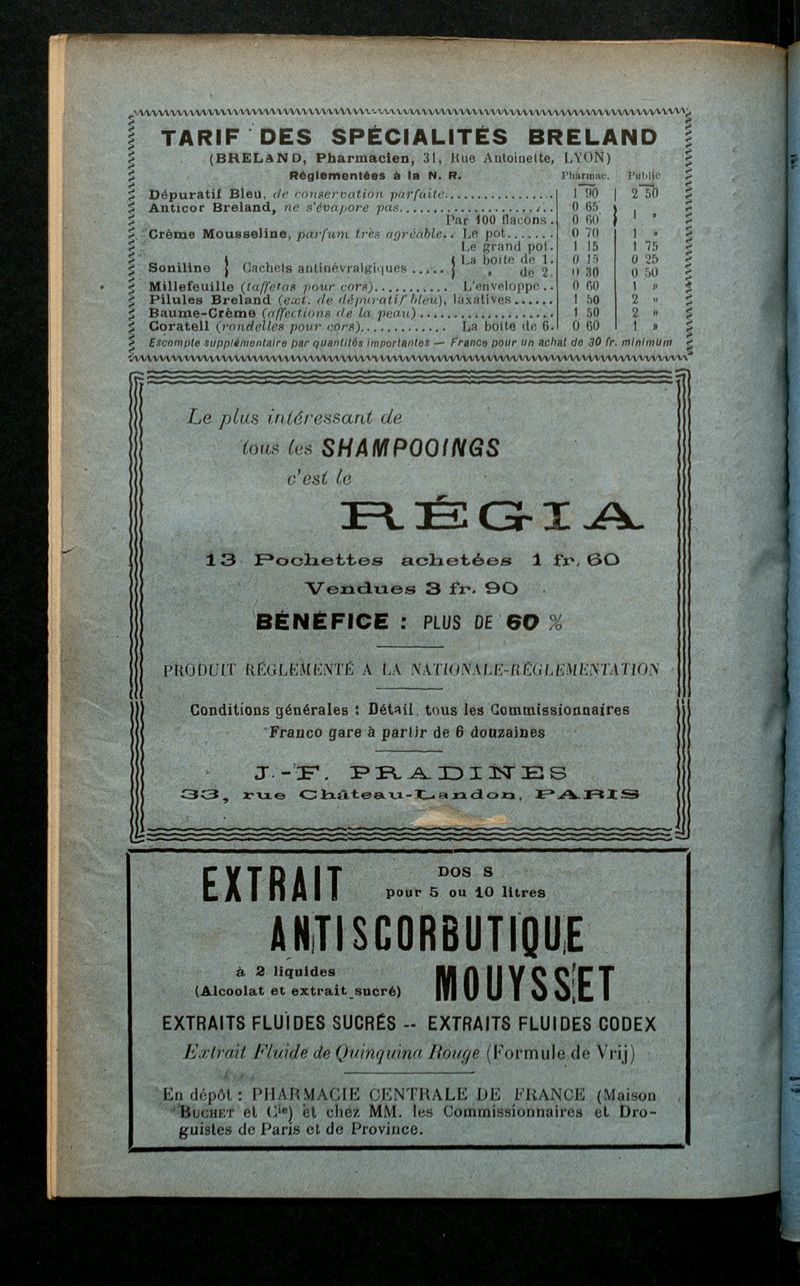 TARIF DES SPÉCIALITÉS BRELAND
(BRELAND, Pharmacien, 31, Rue Antoinette, LYON)
Réglementées à la N. R. Pharmac. Public
Dépuratif Bleu, de conservation parfaite 1 90 2 50
Anticor Breland, ne s'évapore pas 0 65
Par 100 flacons. 0 60 } 1 "
Crème Mousseline, parfum très agréable.. Le pot 0 70 1 "
Le grand pot. 1 15 1 75
Soniline } Cachets antinévralgiques ..... { La boite de 1. 0 15 0 25
" de 2. 0 30 0 50
Millefeuille (taffetas pour cors) L'enveloppe.. 0 60 1 »
Pilules Breland (ext. de dépuratif bleu), laxatives 1 50 2 "
Baume-Crème (affections de la peau) 1 50 2 "
Coratell (rondelles pour cors) La boite de 6. 0 60 1 »
Escompte supplémentaire par quantités importantes — Franco pour un achat de 30 fr. minimum
Le plus intéressant de
tous les SHAMPOOINGS
c'est le
RÉGIA
13 Pochettes achetées 1 fr. 60
Vendues 3 fr. 90
BÉNÉFICE : PLUS DE 60 %
PRODUIT RÉGLEMENTÉ A LA NATIONALE-RÉGLEMENTATION
Conditions générales : Détail, tous les Commissionnaires
Franco gare à partir de 6 douzaines
J.-F. PRADINES
33, rue Château-Landon, PARIS
EXTRAIT DOS S
pour 5 ou 10 litres
ANTISCORBUTIQUE
à 2 liquides
(Alcoolat et extrait sucré) MOUYSSET
EXTRAITS FLUIDES SUCRÉS -- EXTRAITS FLUIDES CODEX
Extrait Fluide de Quinquina Rouge (Formule de Vrij)
En dépôt : PHARMACIE CENTRALE DE FRANCE (Maison
BUCHET et Cie) et chez MM. les Commissionnaires et Dro-
guistes de Paris et de Province.